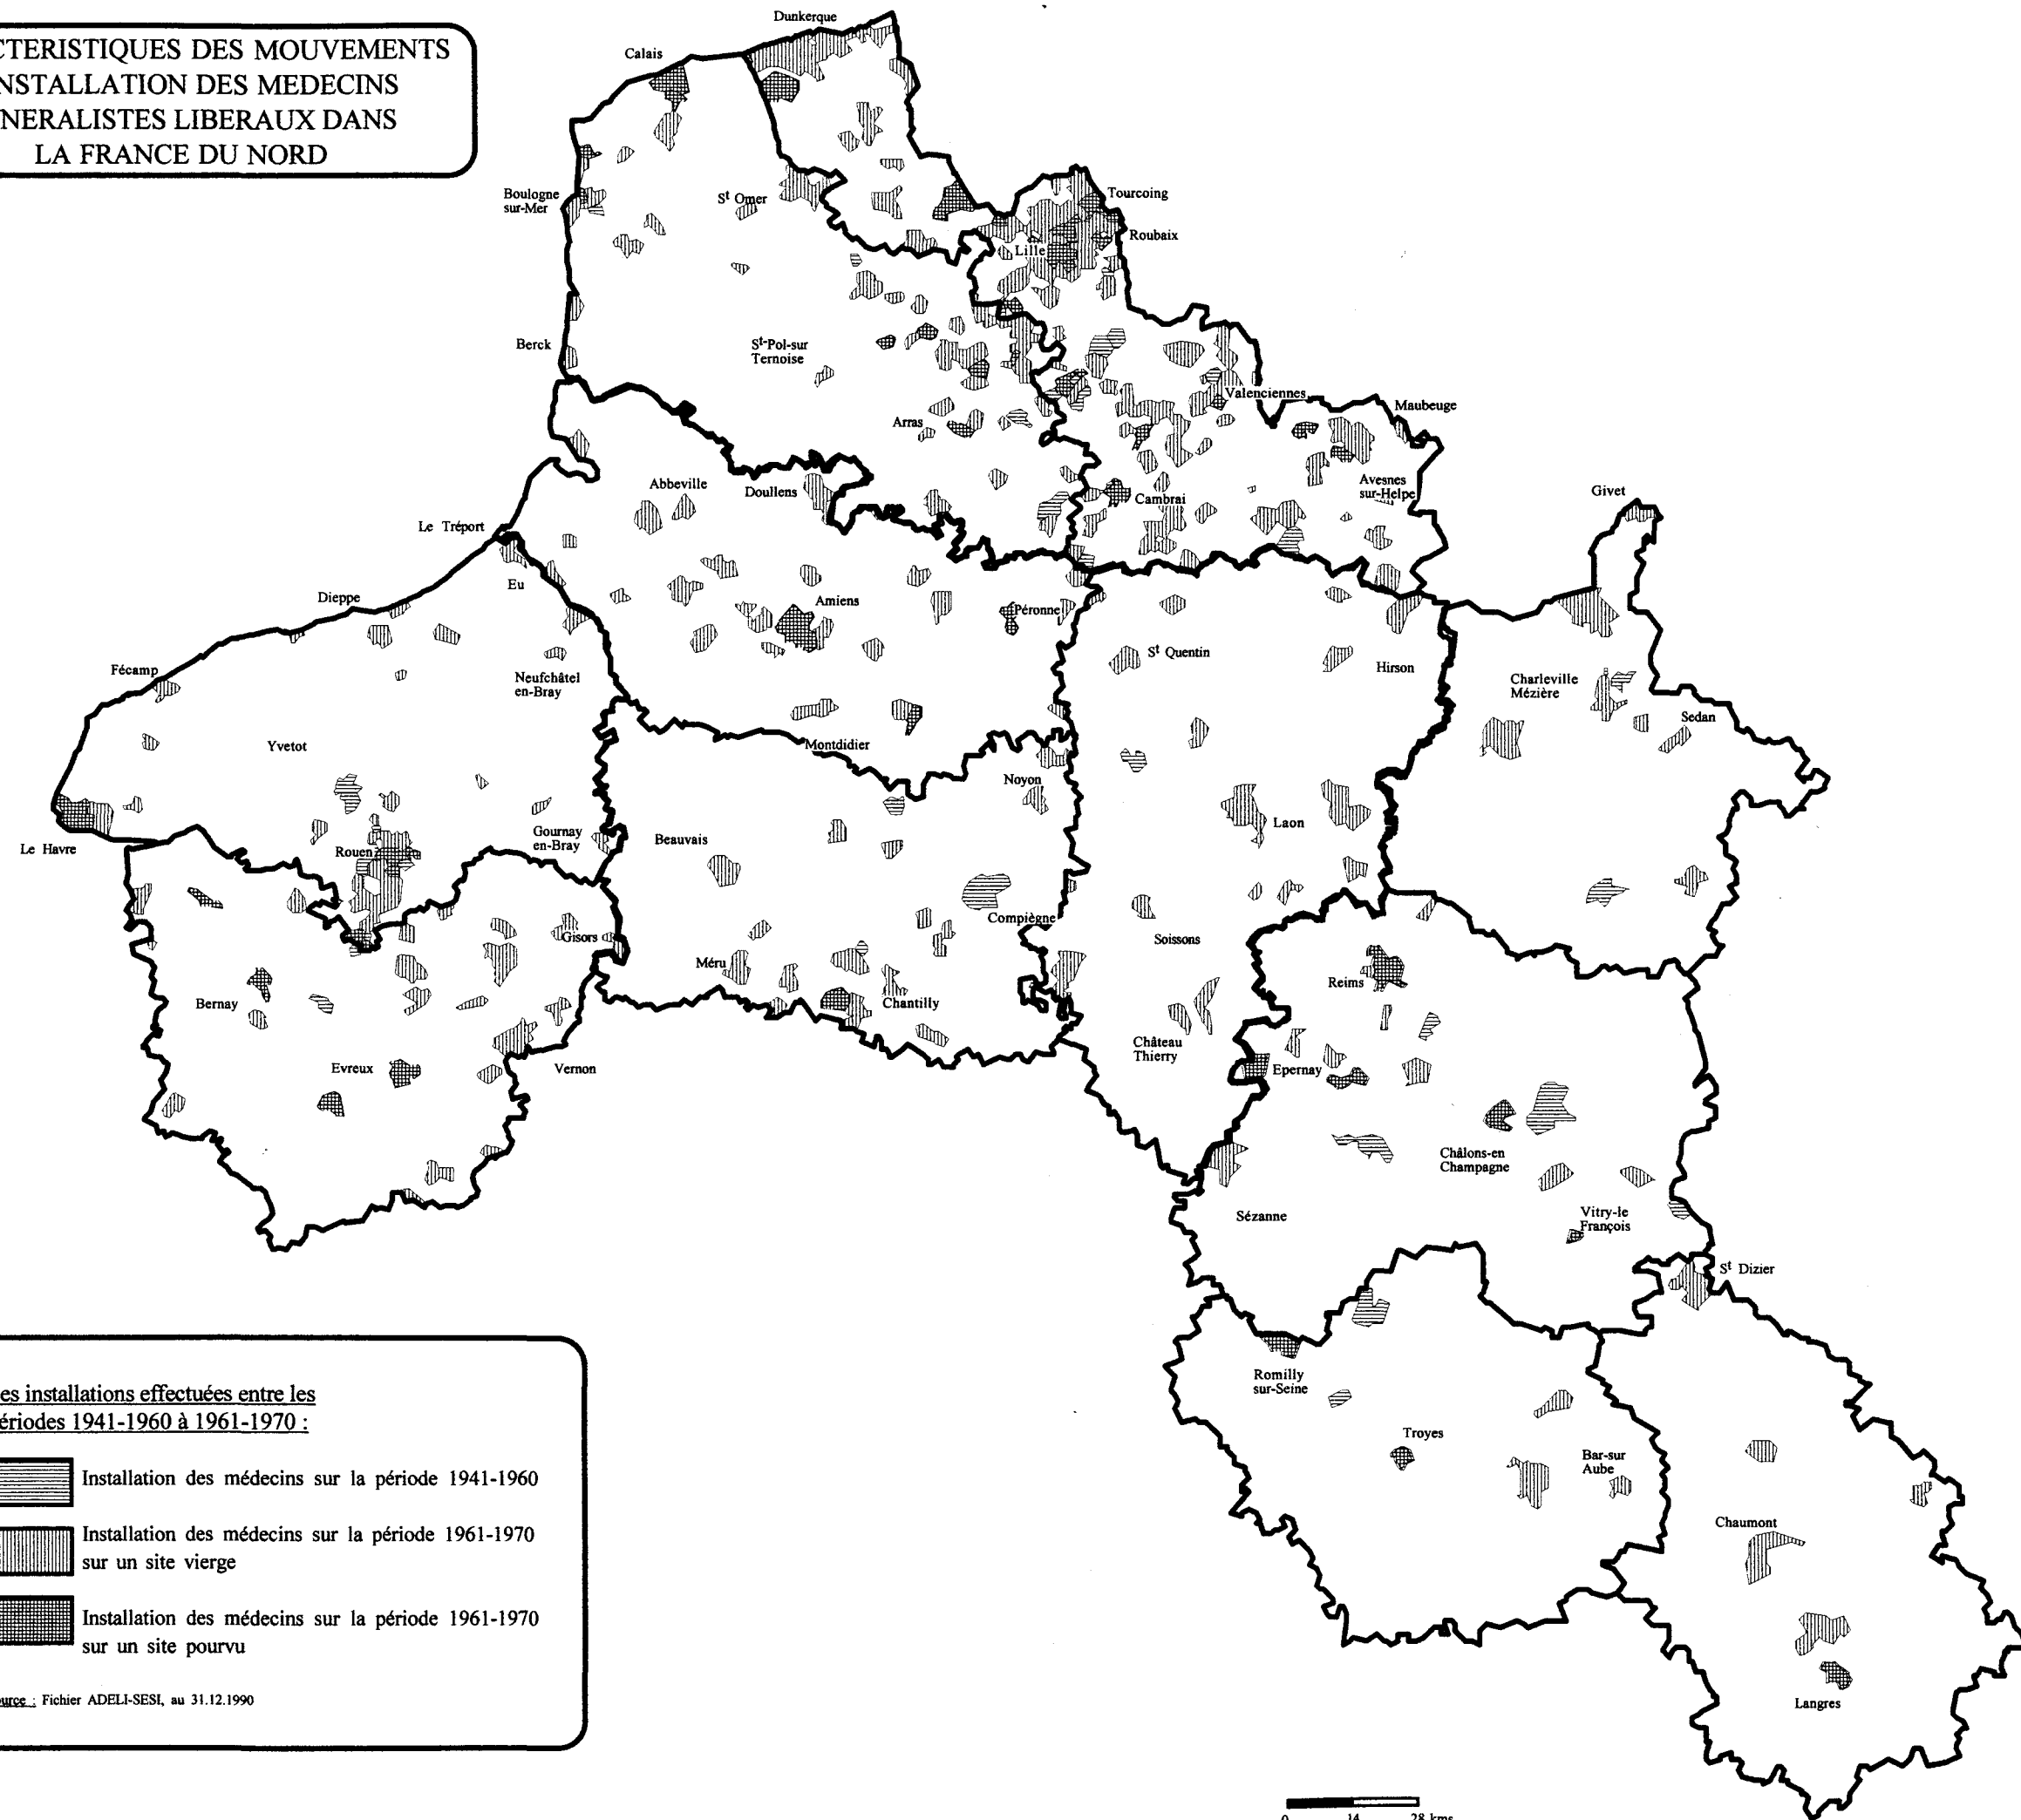 CTERISTIQUES DES MOUVEMENTS
NSTALLATION DES MEDECINS
NERALISTES LIBERAUX DANS
LA FRANCE DU NORD
Dunkerque
Calais
Boulogne
sur-Mer
St Omer
Tourcoing
Roubaix
Lille
Berck
St-Pol-sur
Ternoise
Arras
Valenciennes
Maubeuge
Avesnes
sur-Helpe
Cambrai
Givet
Abbeville
Doullens
Le Tréport
Eu
Dieppe
Amiens
Péronne
Fécamp
Neufchâtel
en-Bray
St Quentin
Hirson
Charleville
Mézière
Sedan
Yvetot
Montdidier
Noyon
Le Havre
Rouen
Gournay
en-Bray
Beauvais
Laon
Compiègne
Soissons
Gisors
Méru
Chantilly
Reims
Bernay
Château
Thierry
Epernay
Evreux
Vernon
Châlons-en
Champagne
Sézanne
Vitry-le
François
St Dizier
Romilly
sur-Seine
Troyes
Bar-sur
Aube
Chaumont
Langres
es installations effectuées entre les
ériodes 1941-1960 à 1961-1970 :
Installation des médecins sur la période 1941-1960
Installation des médecins sur la période 1961-1970
sur un site vierge
Installation des médecins sur la période 1961-1970
sur un site pourvu
ource : Fichier ADELI-SESI, au 31.12.1990
0 14 28 kms